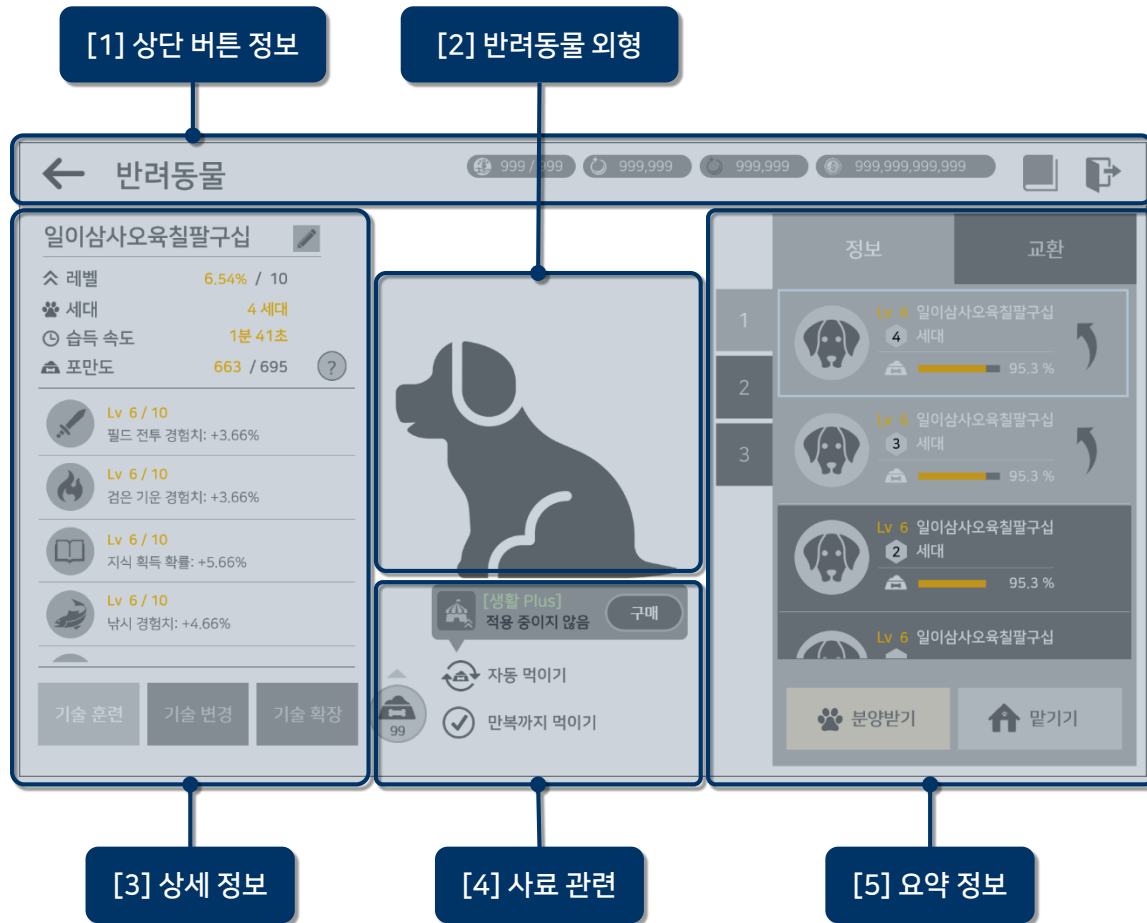 [1] 상단 버튼 정보
[2] 반려동물 외형
반려동물
999 / 999
999,999
999,999
999,999,999,999
일이삼사오육칠팔구십
레벨 6.54% / 10
세대 4 세대
습득 속도 1분 41초
포만도 663 / 695 ?
Lv 6 / 10
필드 전투 경험치: +3.66%
Lv 6 / 10
검은 기운 경험치: +3.66%
Lv 6 / 10
지식 획득 확률: +5.66%
Lv 6 / 10
낚시 경험치: +4.66%
기술 훈련
기술 변경
기술 확장
[생활 Plus]
적용 중이지 않음
구매
자동 먹이기
99
만복까지 먹이기
정보
교환
1
2
3
Lv 6 일이삼사오육칠팔구십
4 세대
95.3 %
Lv 6 일이삼사오육칠팔구십
3 세대
95.3 %
Lv 6 일이삼사오육칠팔구십
2 세대
95.3 %
Lv 6 일이삼사오육칠팔구십
분양받기
맡기기
[3] 상세 정보
[4] 사료 관련
[5] 요약 정보